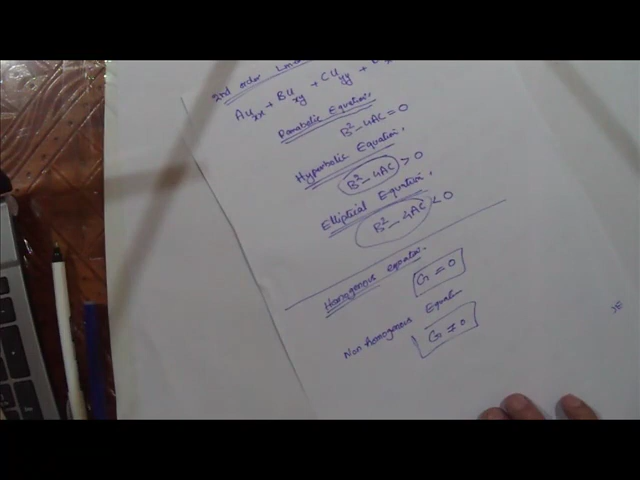 2nd order
Auxx + Buxy + CUyy +
Parabolic Equation.
B² - 4AC = 0
Hyperbolic Equation.
B² - 4AC > 0
Elliptical Equation.
B² - 4AC < 0
Homogenous equation.
G = 0
Non homogenous Equation
G ≠ 0